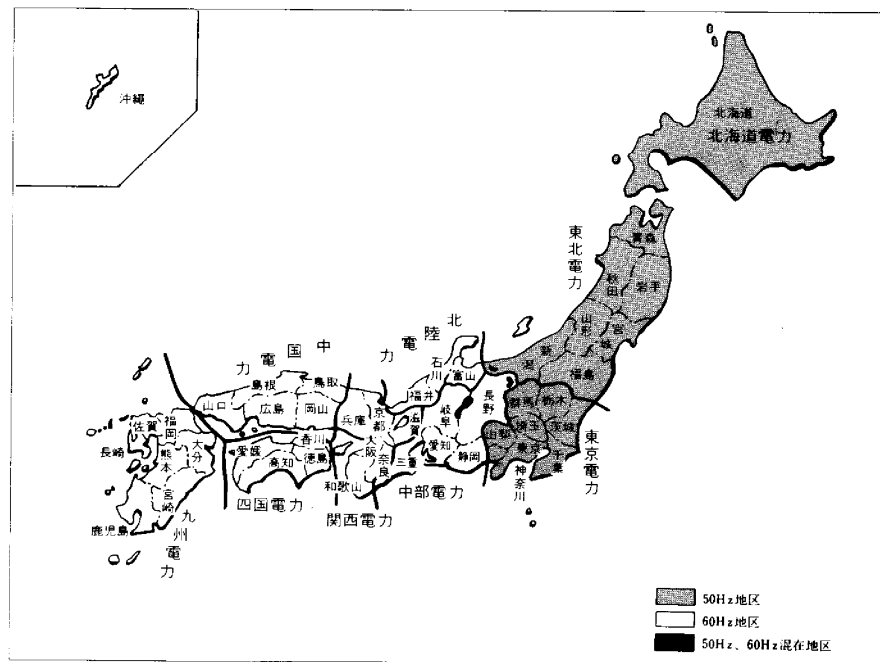 沖縄
北海道
北海道電力
東北電力
青森
秋田
岩手
山形
宮城
新潟
福島
北陸電力
石川
富山
福井
中国電力
島根
鳥取
山口
広島
岡山
兵庫
京都
滋賀
岐阜
長野
群馬
栃木
埼玉
茨城
山梨
東京
千葉
神奈川
東京電力
愛知
静岡
三重
大阪
奈良
和歌山
中部電力
関西電力
香川
愛媛
徳島
高知
四国電力
佐賀
福岡
長崎
大分
熊本
宮崎
鹿児島
九州電力
50Hz地区
60Hz地区
50Hz、60Hz混在地区